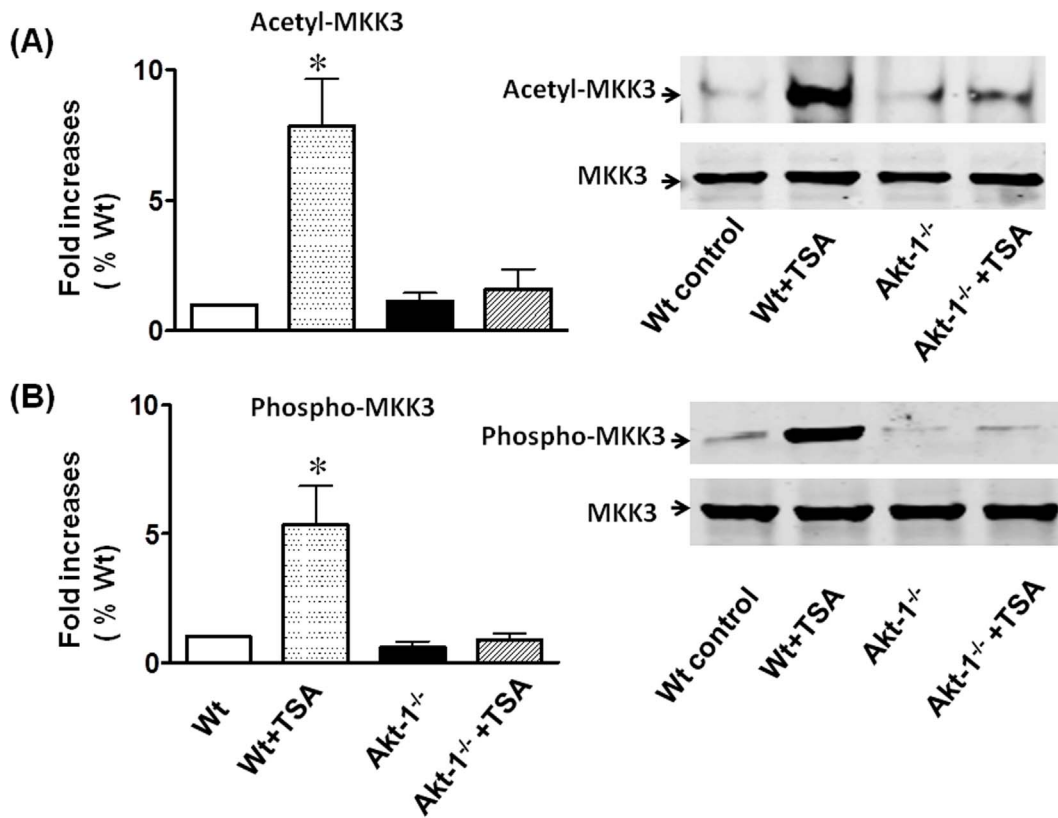 (A)
Acetyl-MKK3
Fold increases
( % Wt)
10
5
0
*
Acetyl-MKK3
MKK3
Wt control
Wt+TSA
Akt-1-/-
Akt-1-/- +TSA
(B)
Phospho-MKK3
Fold increases
( % Wt)
10
5
0
*
Wt
Wt+TSA
Akt-1-/-
Akt-1-/- +TSA
Phospho-MKK3
MKK3
Wt control
Wt+TSA
Akt-1-/-
Akt-1-/- +TSA